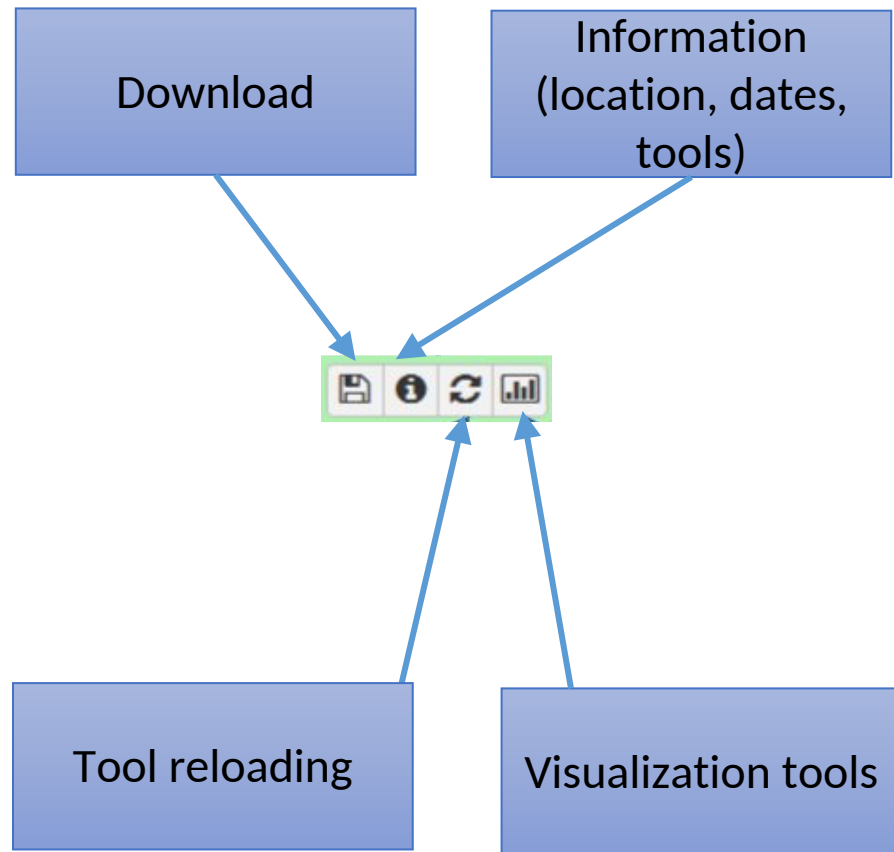 Download
Information
(location, dates,
tools)
Tool reloading
Visualization tools